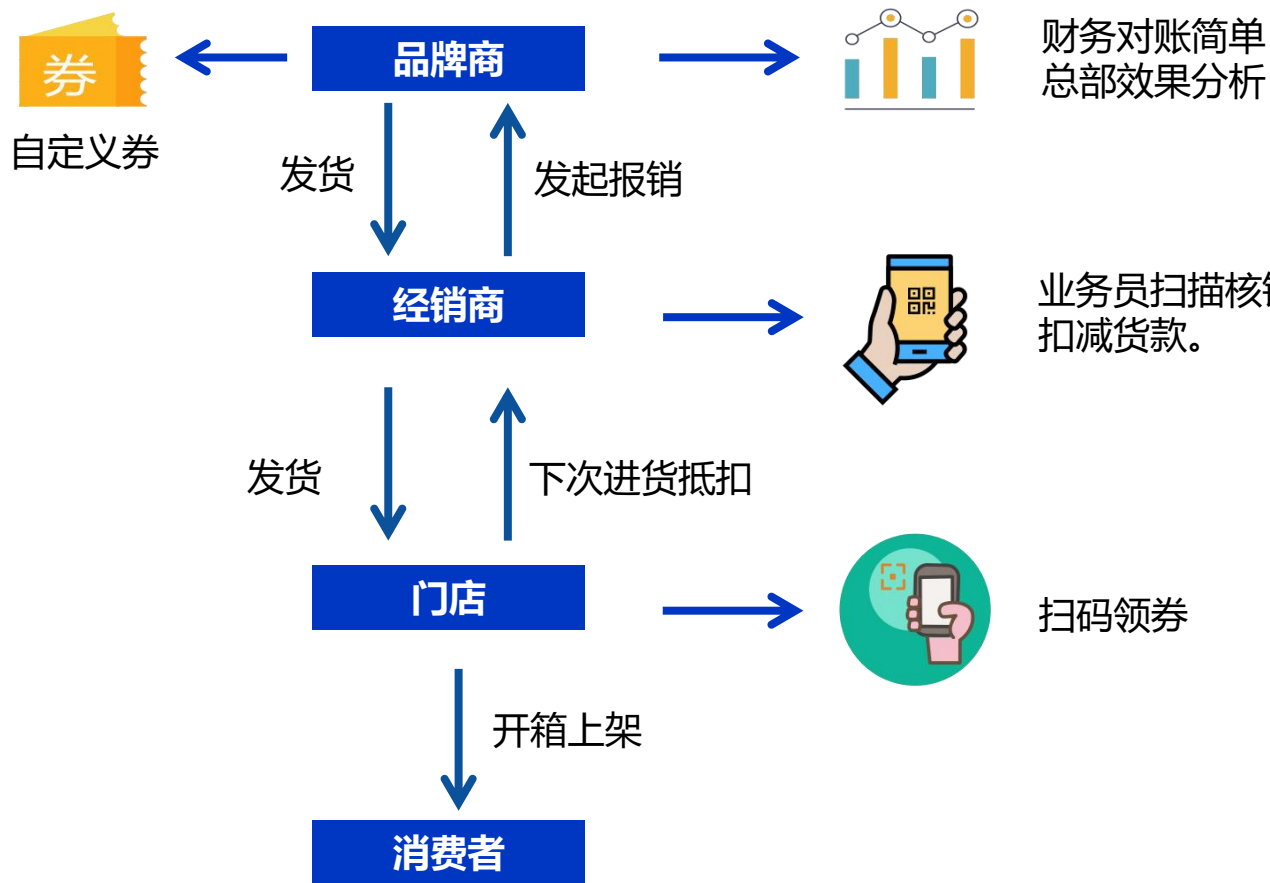 券
品牌商
财务对账简单
总部效果分析
自定义券
发货
发起报销
经销商
业务员扫描核销
扣减货款。
发货
下次进货抵扣
门店
扫码领券
开箱上架
消费者